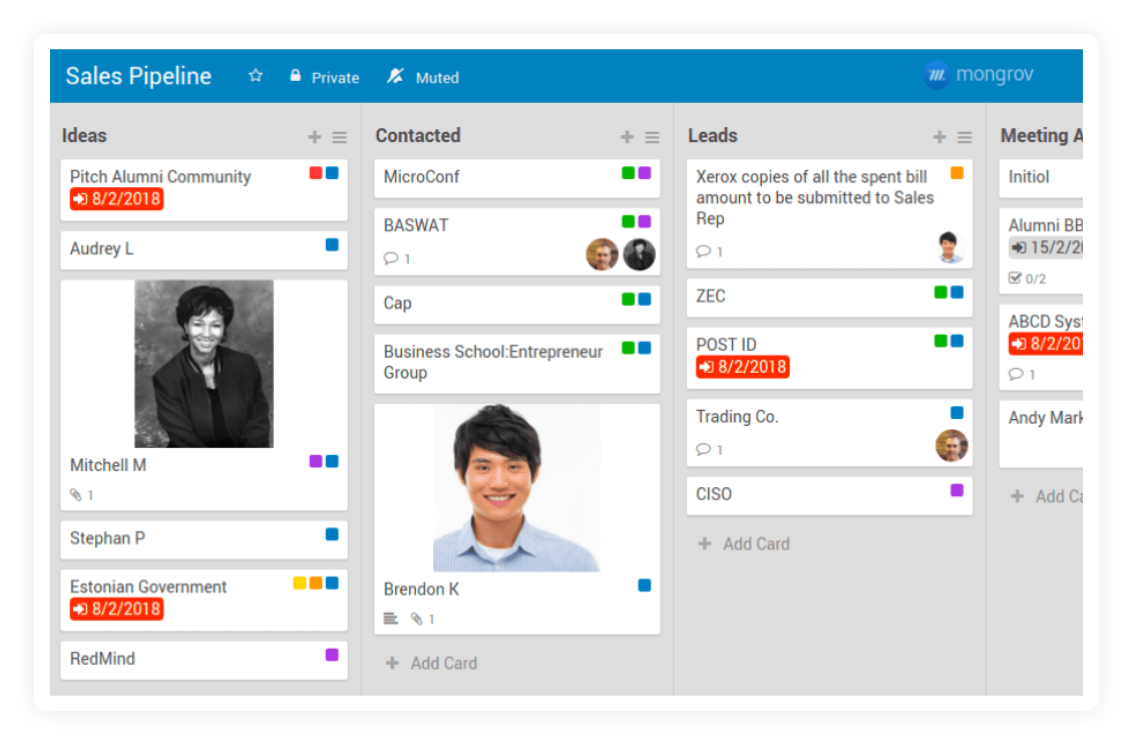 Sales Pipeline
Private
Muted
m.
mongrov
Ideas
Pitch Alumni Community
8/2/2018
Audrey L
Mitchell M
1
Stephan P
Estonian Government
8/2/2018
RedMind
Contacted
MicroConf
BASWAT
1
Cap
Business School:Entrepreneur
Group
Brendon K
1
Add Card
Leads
Xerox copies of all the spent bill
amount to be submitted to Sales
Rep
1
ZEC
POST ID
8/2/2018
Trading Co.
1
CISO
Add Card
Meeting A
Initiol
Alumni BB
15/2/20
0/2
ABCD Syst
8/2/201
1
Andy Mark
Add Ca